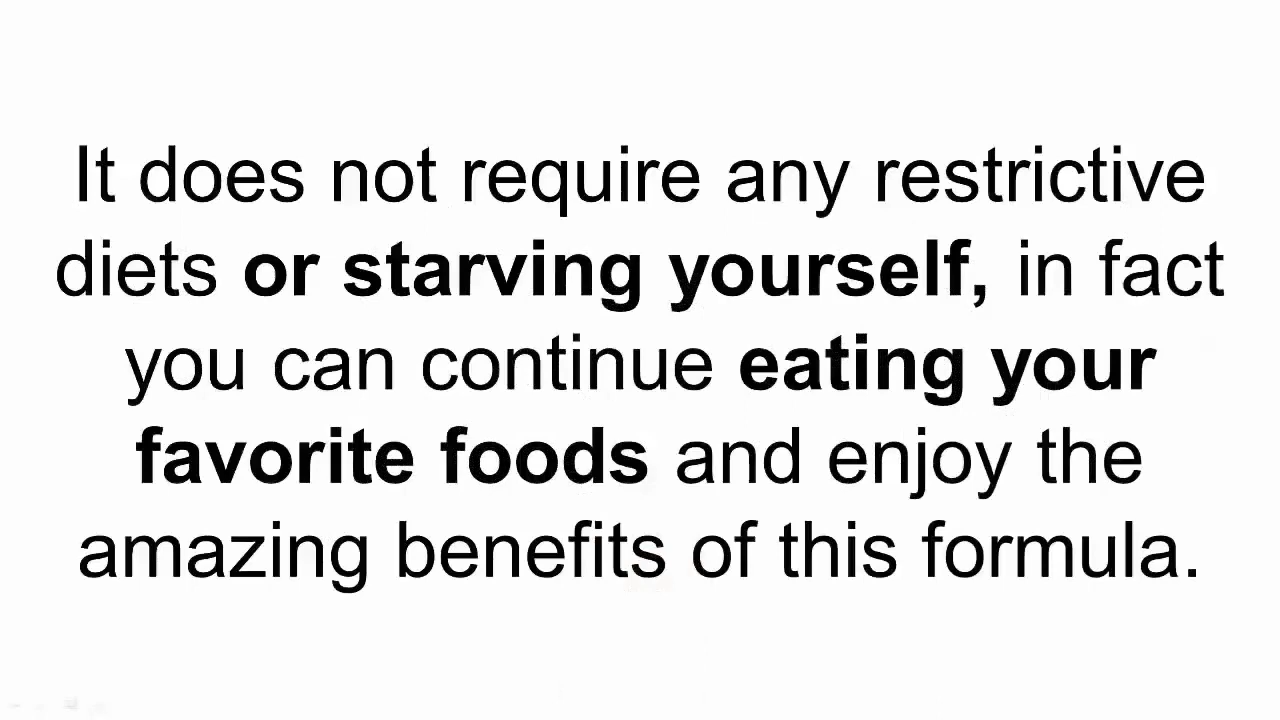 It does not require any restrictive
diets or starving yourself, in fact
you can continue eating your
favorite foods and enjoy the
amazing benefits of this formula.